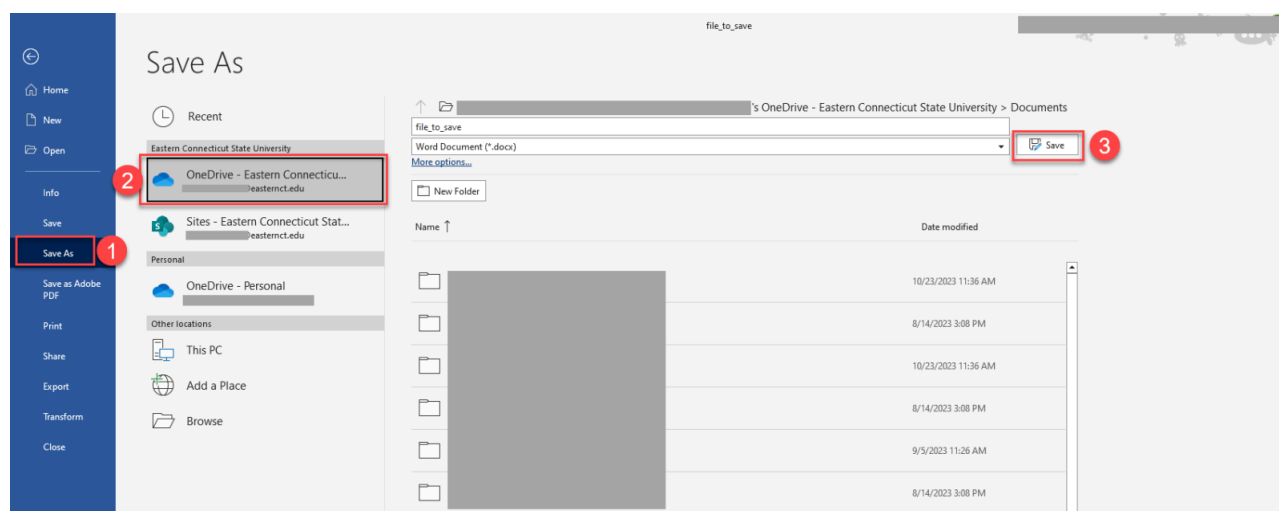 file_to_save
Save As
Home
New
Open
Info
Save
Save As
1
Save as Adobe
PDF
Print
Share
Export
Transform
Close
Recent
Eastern Connecticut State University
2
OneDrive - Eastern Connecticu...
easternct.edu
Sites - Eastern Connecticut Stat...
easternct.edu
Personal
OneDrive - Personal
Other locations
This PC
Add a Place
Browse
's OneDrive - Eastern Connecticut State University > Documents
file_to_save
Word Document (*.docx)
Save
3
More options...
New Folder
Name ↑
Date modified
10/23/2023 11:36 AM
8/14/2023 3:08 PM
10/23/2023 11:36 AM
8/14/2023 3:08 PM
9/5/2023 11:26 AM
8/14/2023 3:08 PM